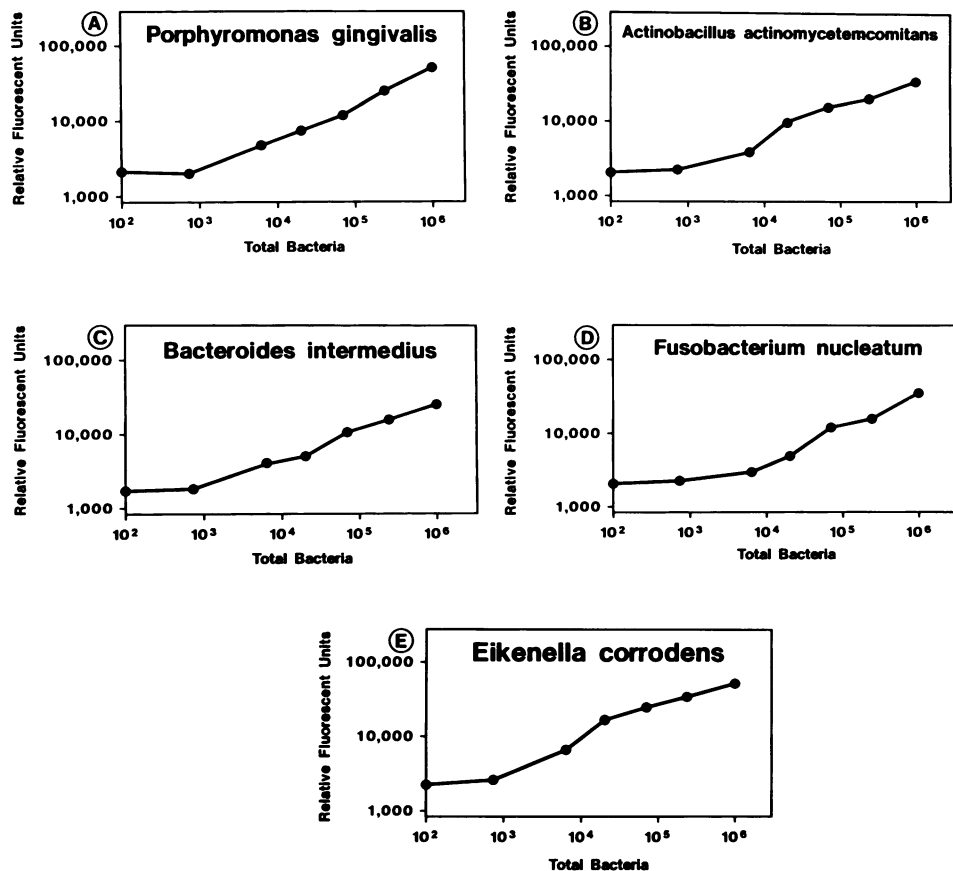 A
Porphyromonas gingivalis
Relative Fluorescent Units
100,000
10,000
1,000
10² 10³ 10⁴ 10⁵ 10⁶
Total Bacteria
B
Actinobacillus actinomycetemcomitans
Relative Fluorescent Units
100,000
10,000
1,000
10² 10³ 10⁴ 10⁵ 10⁶
Total Bacteria
C
Bacteroides intermedius
Relative Fluorescent Units
100,000
10,000
1,000
10² 10³ 10⁴ 10⁵ 10⁶
Total Bacteria
D
Fusobacterium nucleatum
Relative Fluorescent Units
100,000
10,000
1,000
10² 10³ 10⁴ 10⁵ 10⁶
Total Bacteria
E
Eikenella corrodens
Relative Fluorescent Units
100,000
10,000
1,000
10² 10³ 10⁴ 10⁵ 10⁶
Total Bacteria